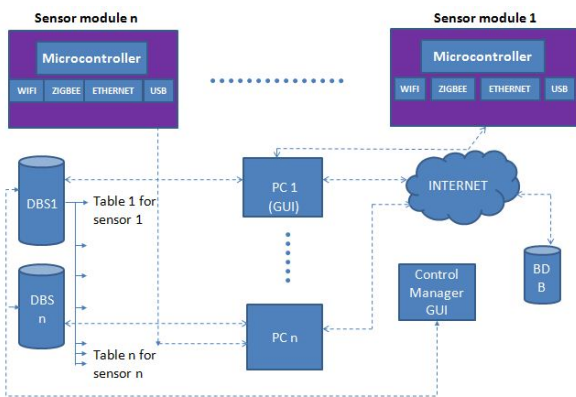 Sensor module n
Sensor module 1
Microcontroller
WIFI ZIGBEE ETHERNET USB
Microcontroller
WIFI ZIGBEE ETHERNET USB
DBS1
Table 1 for
sensor 1
PC 1
(GUI)
INTERNET
DBS
n
Control
Manager
GUI
BD
B
PC n
Table n for
sensor n